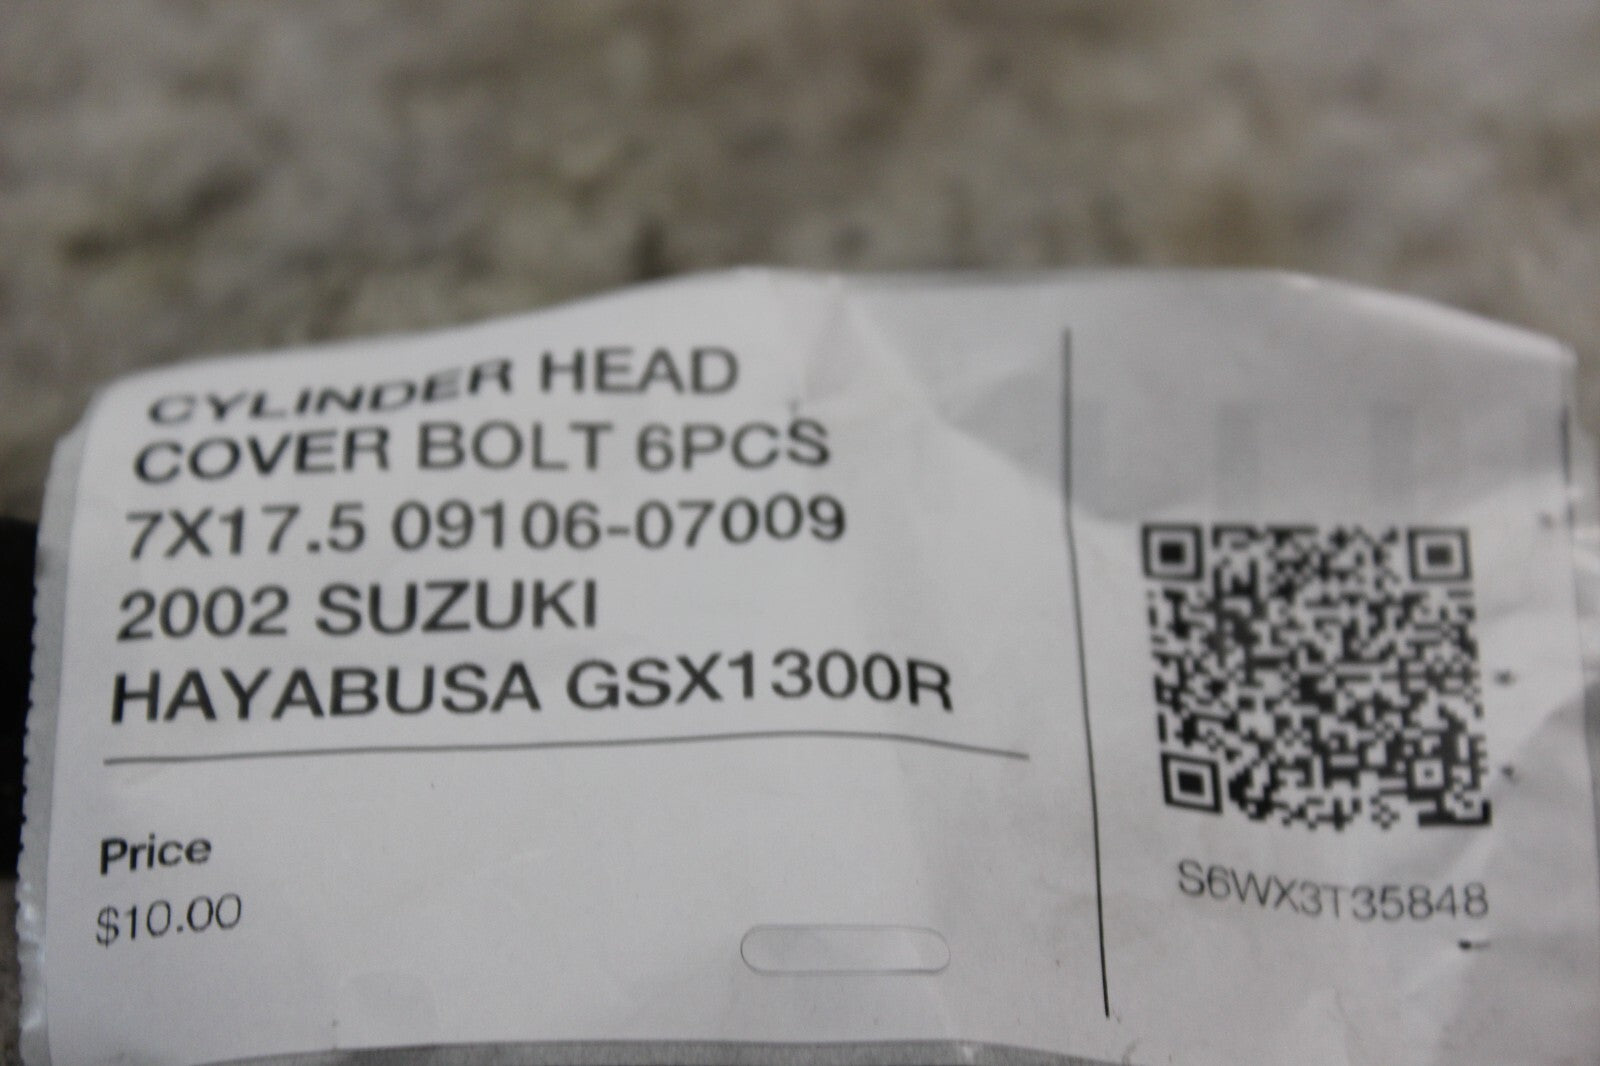 CYLINDER HEAD
COVER BOLT 6PCS
7X17.5 09106-07009
2002 SUZUKI
HAYABUSA GSX1300R
Price
$10.00
S6WX3T35848